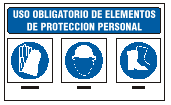 USO OBLIGATORIO DE ELEMENTOS
DE PROTECCION PERSONAL